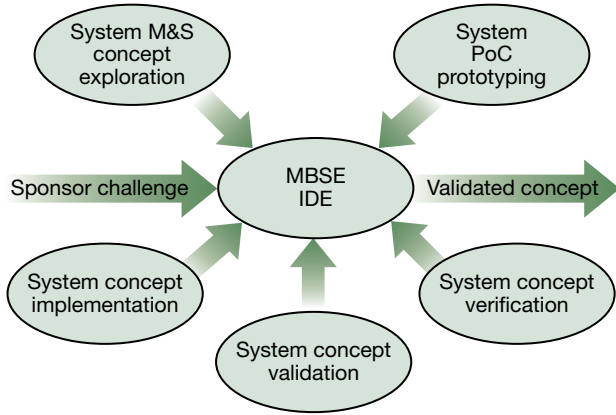 System M&S
concept
exploration
System
PoC
prototyping
Sponsor challenge
MBSE
IDE
Validated concept
System concept
implementation
System concept
validation
System concept
verification